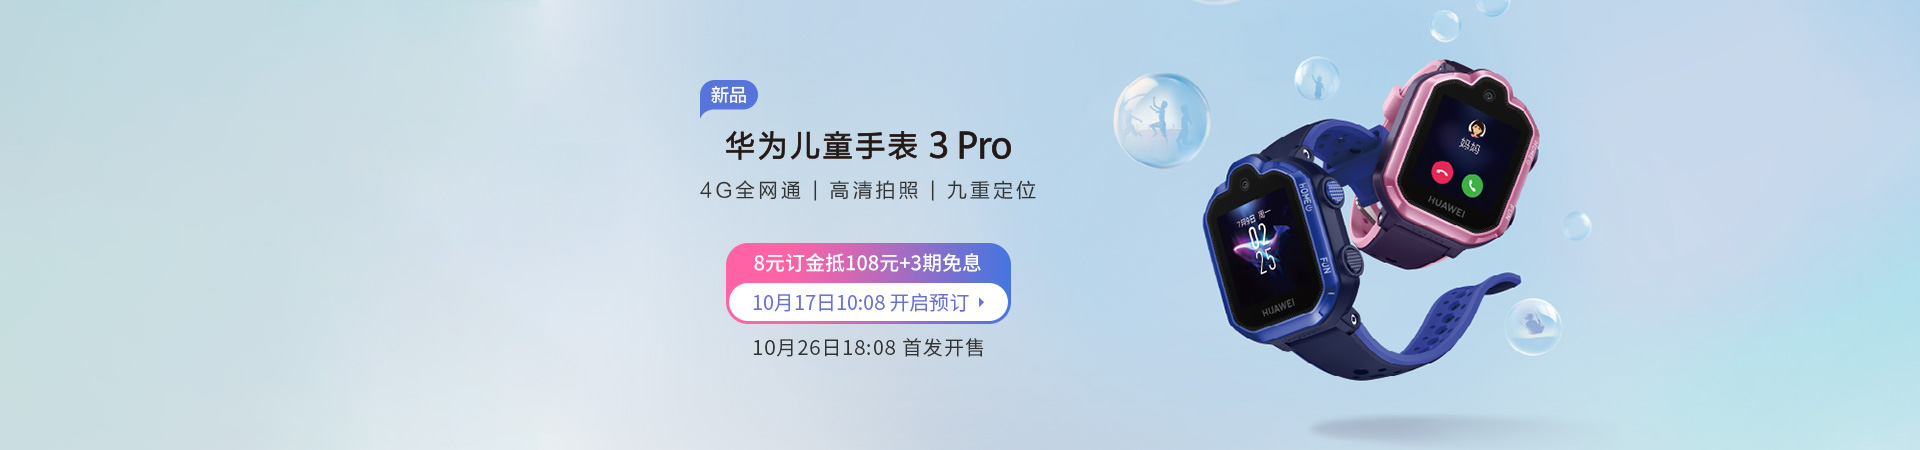 新品
华为儿童手表 3 Pro
4G全网通 | 高清拍照 | 九重定位
8元订金抵108元+3期免息
10月17日10:08 开启预订
10月26日18:08 首发开售
HOME
7月9日 周一
02
25
FUN
HUAWEI
妈妈
HUAWEI
FUN